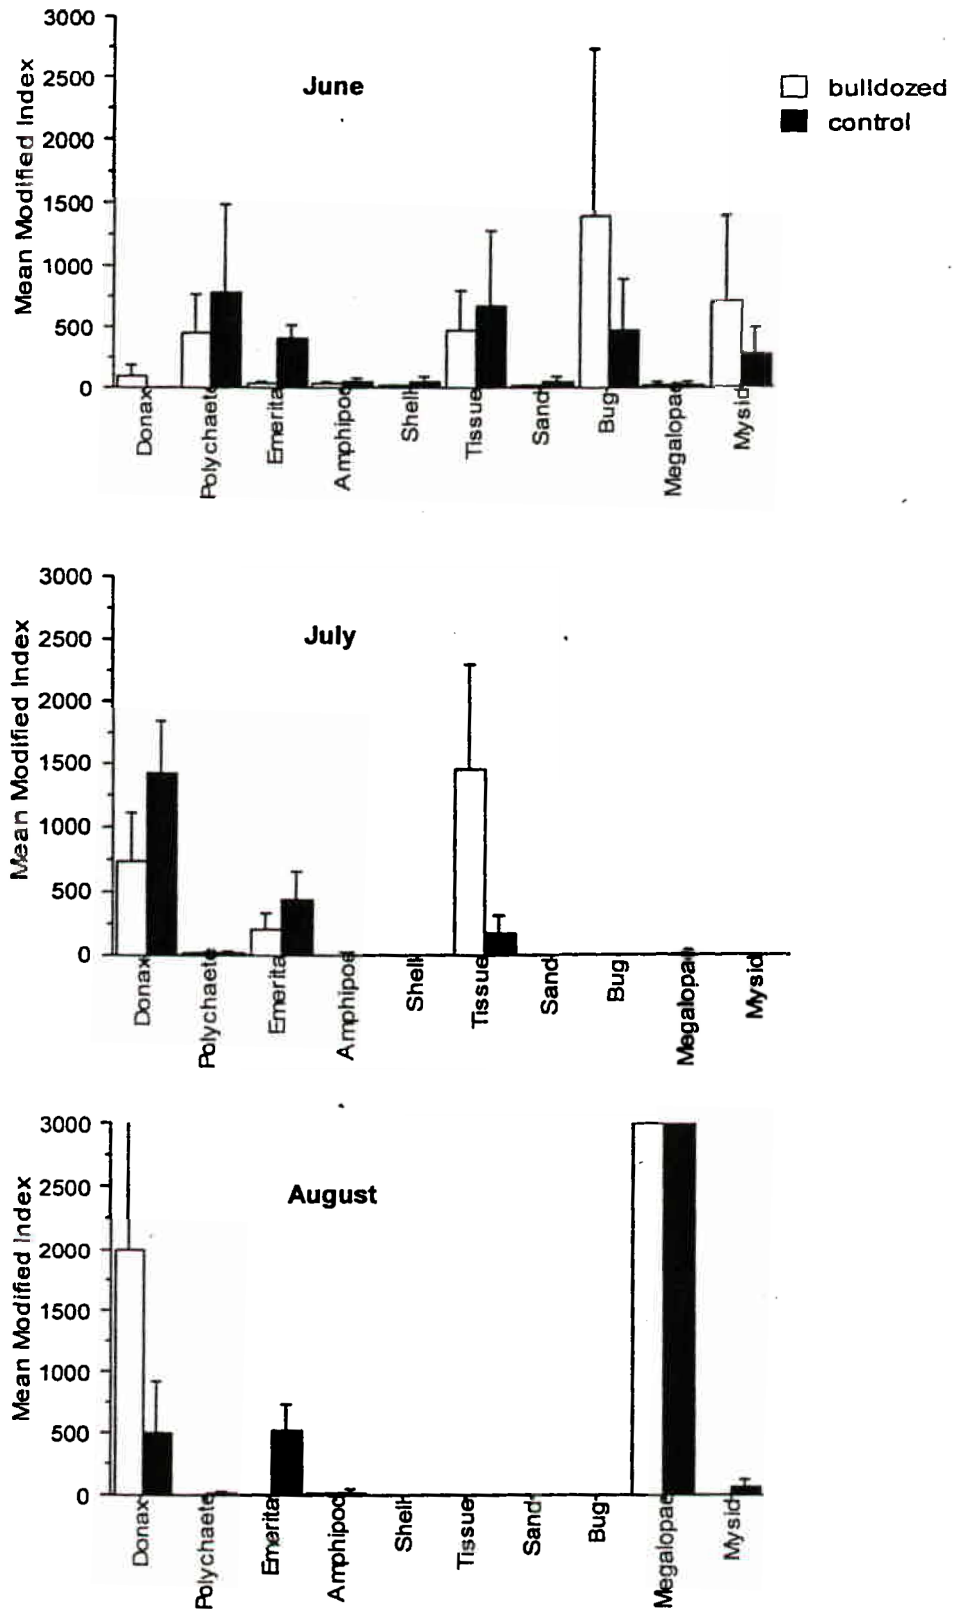 3000
2500
2000
1500
1000
500
0
Mean Modified Index
June
bulldozed
control
Donax
Polychaete
Emerita
Amphipod
Shell
Tissue
Sand
Bug
Megalopae
Mysid
3000
2500
2000
1500
1000
500
0
Mean Modified Index
July
Donax
Polychaete
Emerita
Amphipod
Shell
Tissue
Sand
Bug
Megalopae
Mysid
3000
2500
2000
1500
1000
500
0
Mean Modified Index
August
Donax
Polychaete
Emerita
Amphipod
Shell
Tissue
Sand
Bug
Megalopae
Mysid